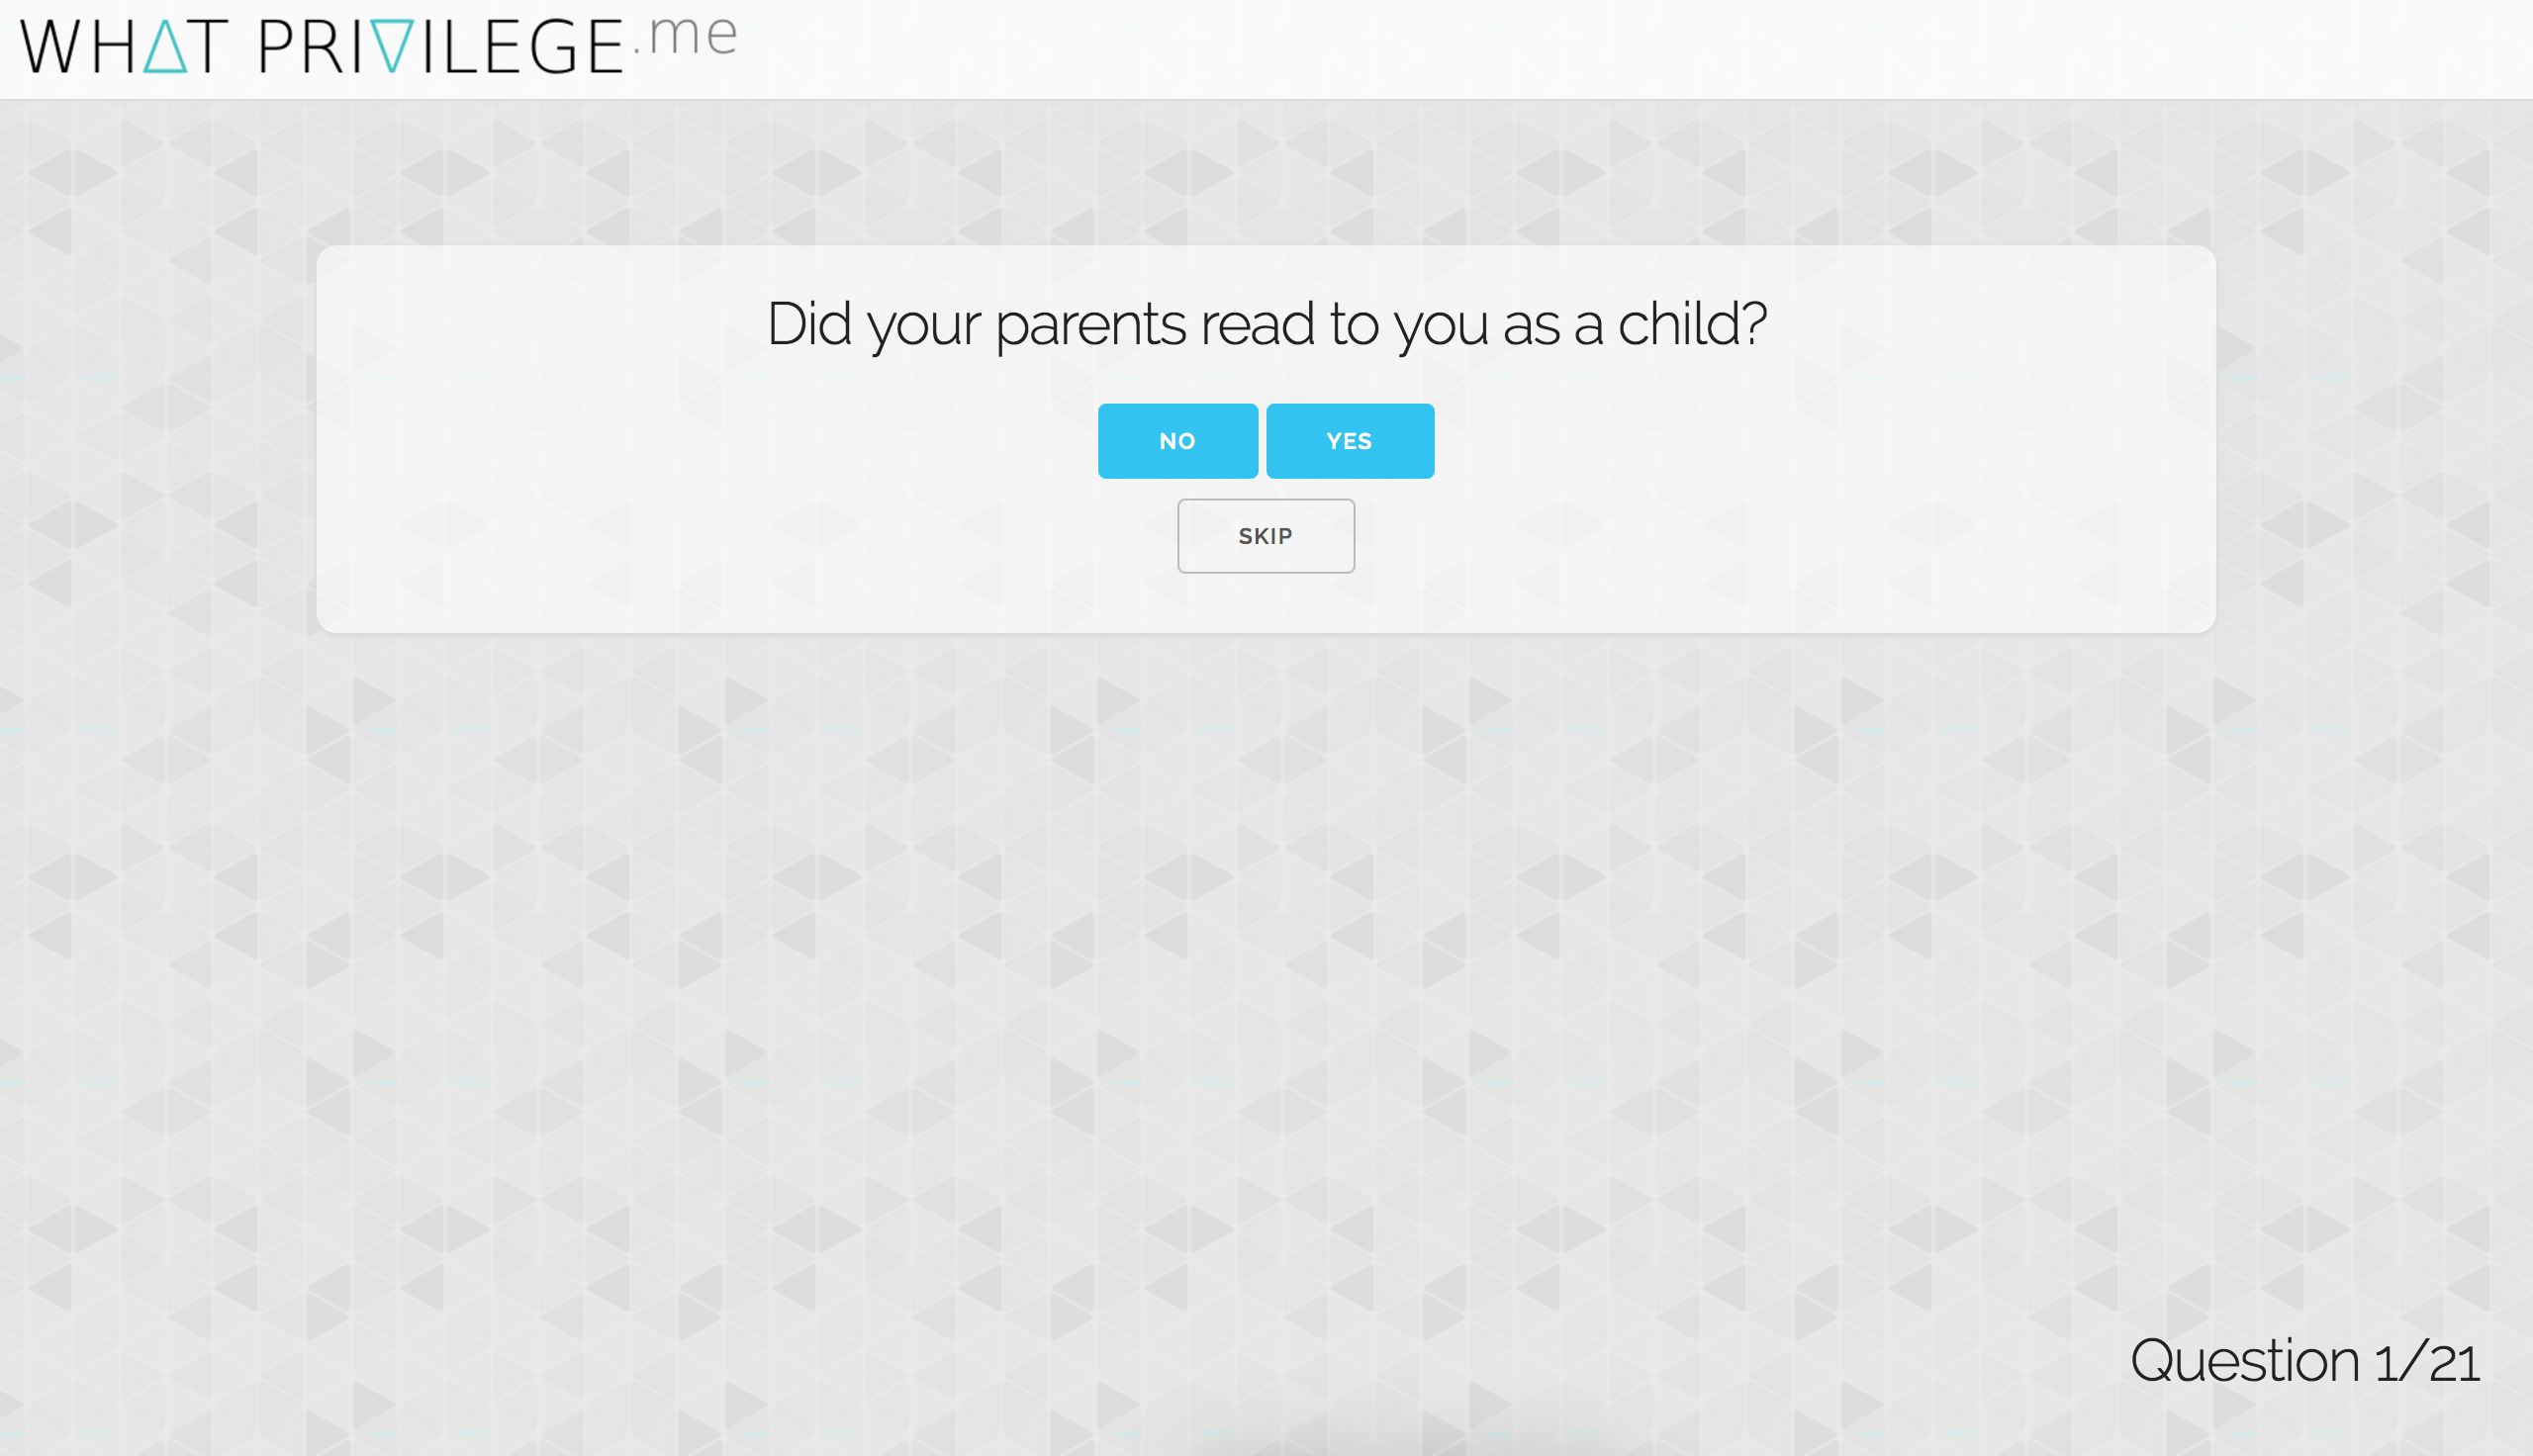 WHAT PRIVILEGE.me
Did your parents read to you as a child?
NO YES
SKIP
Question 1/21